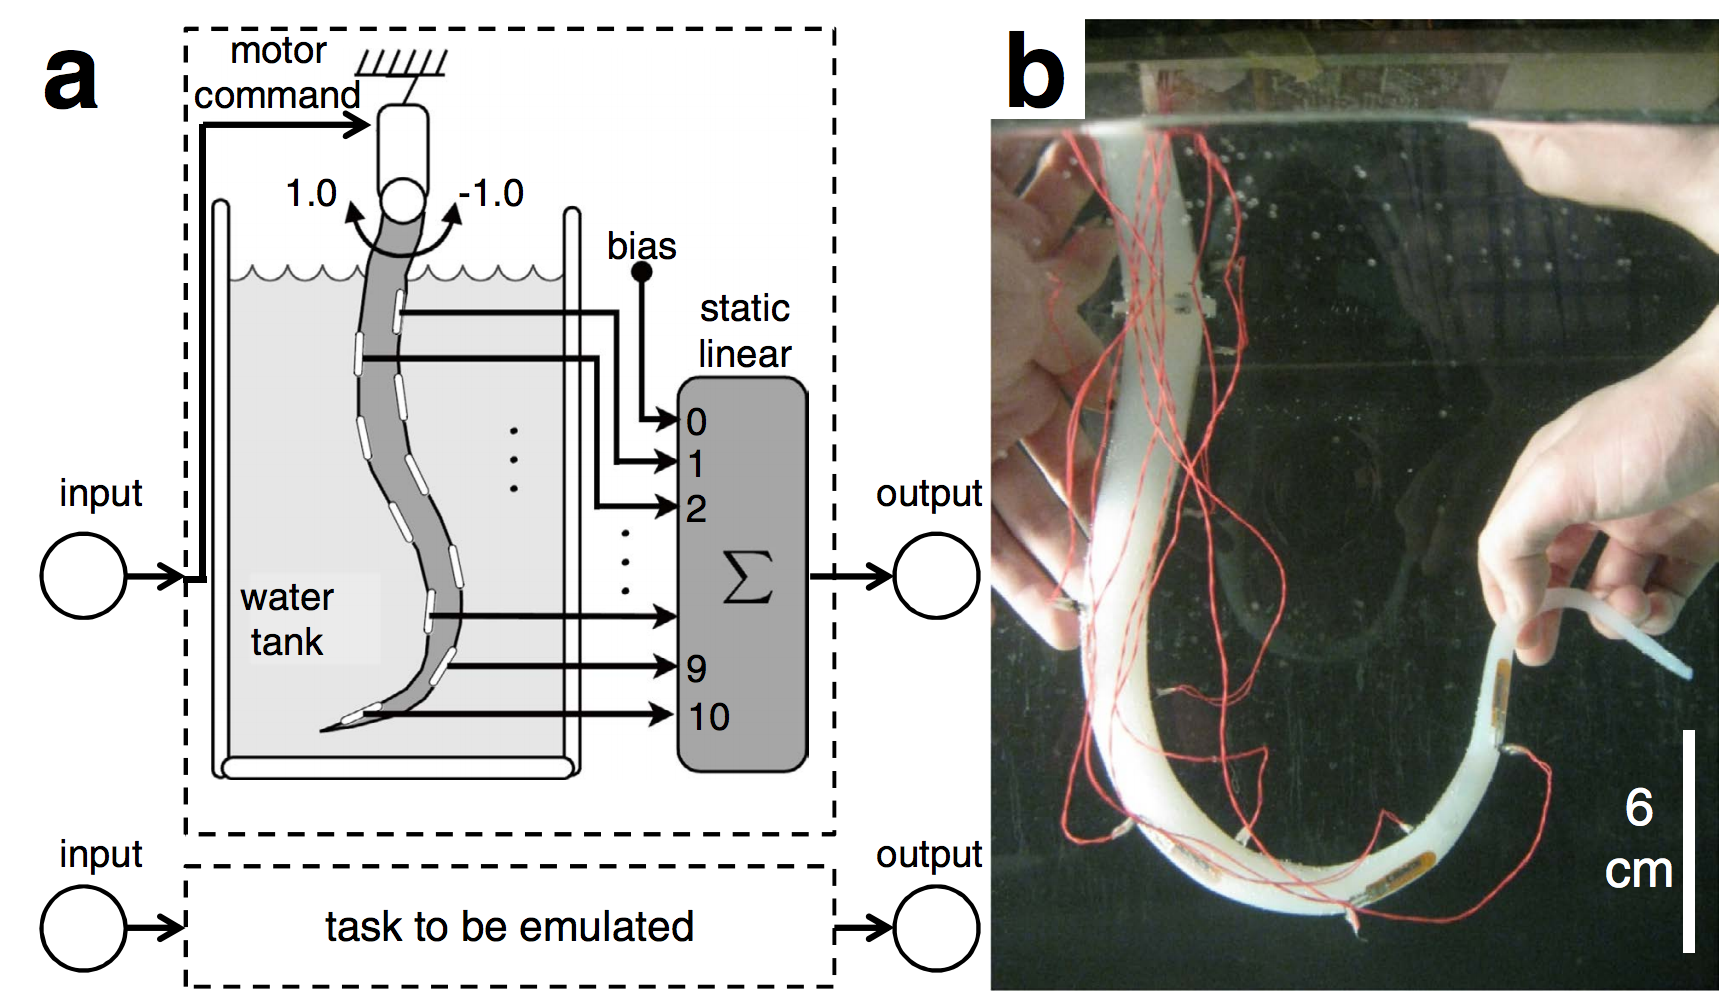 a
motor
command
1.0
-1.0
bias
static
linear
0
1
2
9
10
Σ
input
output
water
tank
input
output
task to be emulated
b
6
cm